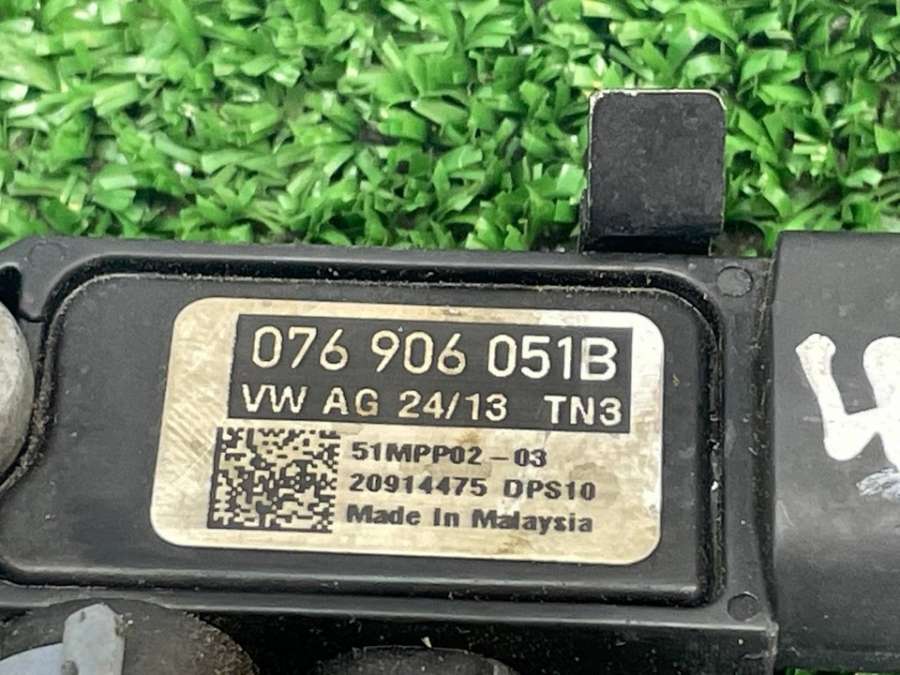 076 906 051B
VW AG 24/13 TN3
51MPP02-03
20914475 DPS10
Made In Malaysia